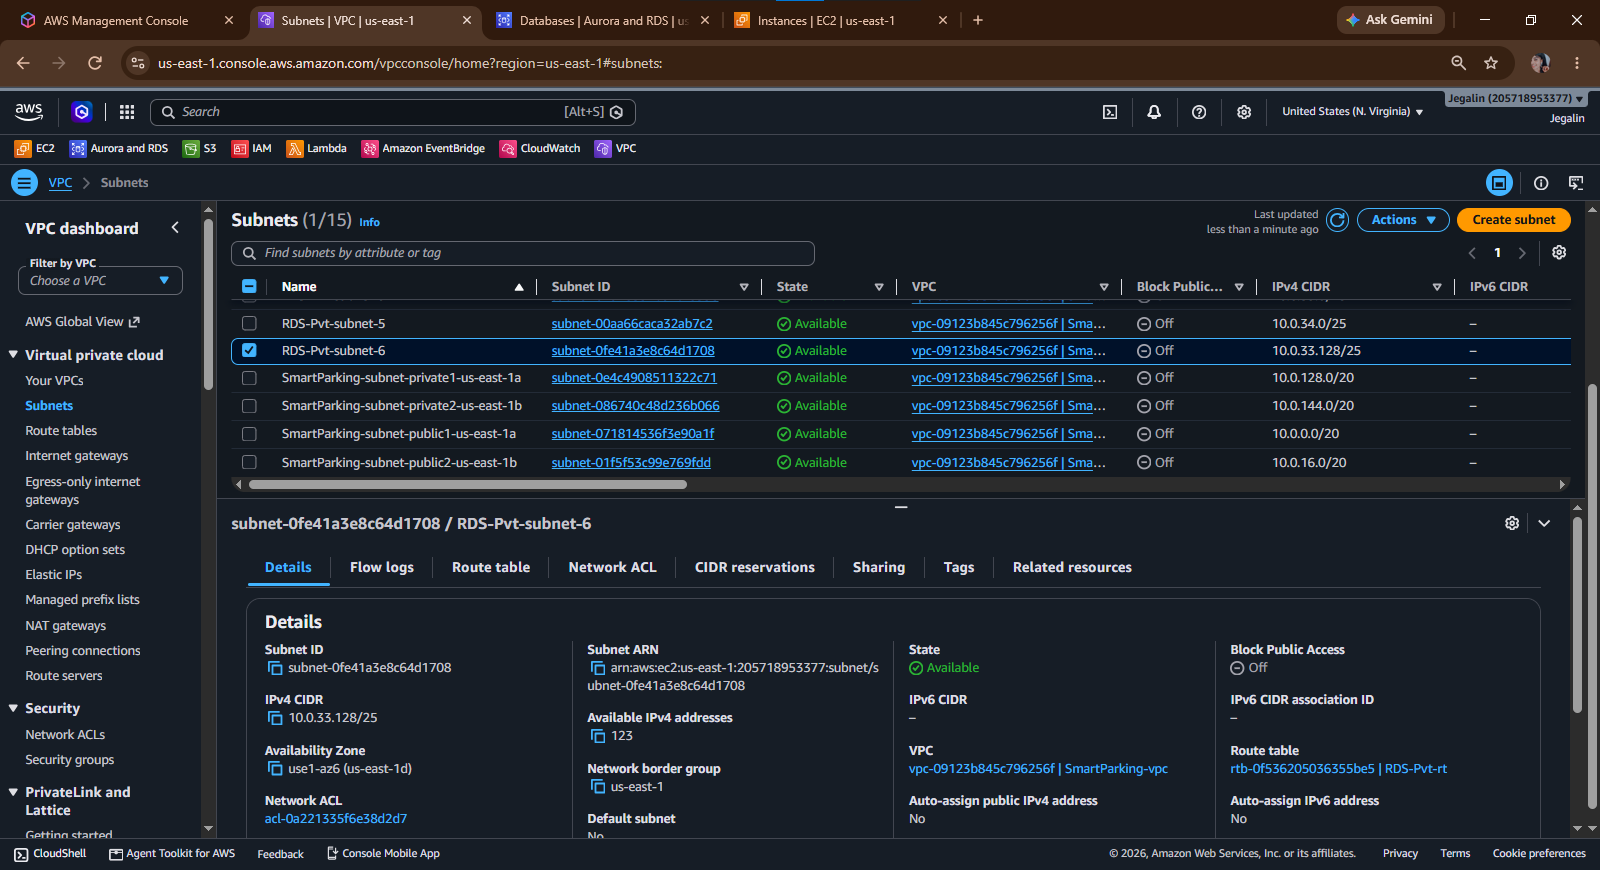 AWS Management Console
Subnets | VPC | us-east-1
Databases | Aurora and RDS | us
Instances | EC2 | us-east-1
Ask Gemini
us-east-1.console.aws.amazon.com/vpcconsole/home?region=us-east-1#subnets:
aws
Search
[Alt+S]
United States (N. Virginia)
Jegalin (205718953377)
Jegalin
EC2
Aurora and RDS
S3
IAM
Lambda
Amazon EventBridge
CloudWatch
VPC
VPC
Subnets
VPC dashboard
Filter by VPC
Choose a VPC
AWS Global View
Virtual private cloud
Your VPCs
Subnets
Route tables
Internet gateways
Egress-only internet
gateways
Carrier gateways
DHCP option sets
Elastic IPs
Managed prefix lists
NAT gateways
Peering connections
Route servers
Security
Network ACLs
Security groups
PrivateLink and
Lattice
Getting started
Subnets (1/15) Info
Last updated
less than a minute ago
Actions
Create subnet
Find subnets by attribute or tag
1
Name Subnet ID State VPC Block Public... IPv4 CIDR IPv6 CIDR
RDS-Pvt-subnet-5 subnet-00aa66caca32ab7c2 Available vpc-09123b845c796256f | Sma... Off 10.0.34.0/25 –
RDS-Pvt-subnet-6 subnet-0fe41a3e8c64d1708 Available vpc-09123b845c796256f | Sma... Off 10.0.33.128/25 –
SmartParking-subnet-private1-us-east-1a subnet-0e4c4908511322c71 Available vpc-09123b845c796256f | Sma... Off 10.0.128.0/20 –
SmartParking-subnet-private2-us-east-1b subnet-086740c48d236b066 Available vpc-09123b845c796256f | Sma... Off 10.0.144.0/20 –
SmartParking-subnet-public1-us-east-1a subnet-071814536f3e90a1f Available vpc-09123b845c796256f | Sma... Off 10.0.0.0/20 –
SmartParking-subnet-public2-us-east-1b subnet-01f5f53c99e769fdd Available vpc-09123b845c796256f | Sma... Off 10.0.16.0/20 –
subnet-0fe41a3e8c64d1708 / RDS-Pvt-subnet-6
Details
Flow logs
Route table
Network ACL
CIDR reservations
Sharing
Tags
Related resources
Details
Subnet ID
subnet-0fe41a3e8c64d1708
IPv4 CIDR
10.0.33.128/25
Availability Zone
use1-az6 (us-east-1d)
Network ACL
acl-0a221335f6e38d2d7
Subnet ARN
arn:aws:ec2:us-east-1:205718953377:subnet/s
ubnet-0fe41a3e8c64d1708
Available IPv4 addresses
123
Network border group
us-east-1
Default subnet
No
State
Available
IPv6 CIDR
–
VPC
vpc-09123b845c796256f | SmartParking-vpc
Auto-assign public IPv4 address
No
Block Public Access
Off
IPv6 CIDR association ID
–
Route table
rtb-0f536205036355be5 | RDS-Pvt-rt
Auto-assign IPv6 address
No
CloudShell
Agent Toolkit for AWS
Feedback
Console Mobile App
© 2026, Amazon Web Services, Inc. or its affiliates.
Privacy
Terms
Cookie preferences